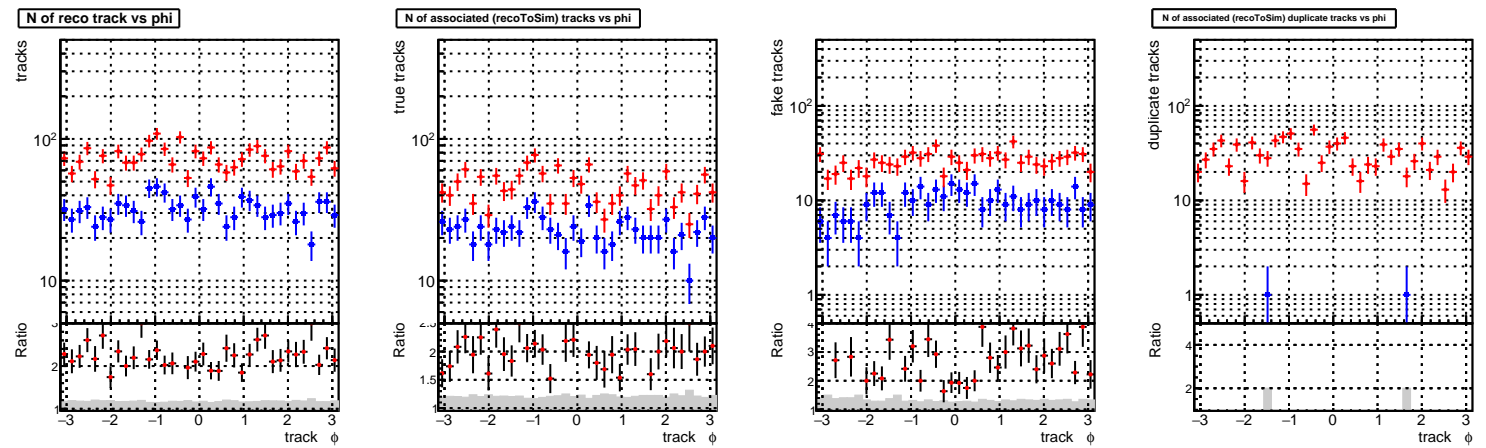 N of reco track vs phi
tracks
10²
10
Ratio
3
2
1
−3 −2 −1 0 1 2 3
track ϕ
N of associated (recoToSim) tracks vs phi
true tracks
10²
10
Ratio
2.5
2
1.5
1
−3 −2 −1 0 1 2 3
track ϕ
fake tracks
10²
10
1
Ratio
4
3
2
1
−3 −2 −1 0 1 2 3
track ϕ
N of associated (recoToSim) duplicate tracks vs phi
duplicate tracks
10²
10
1
Ratio
4
2
−3 −2 −1 0 1 2 3
track ϕ